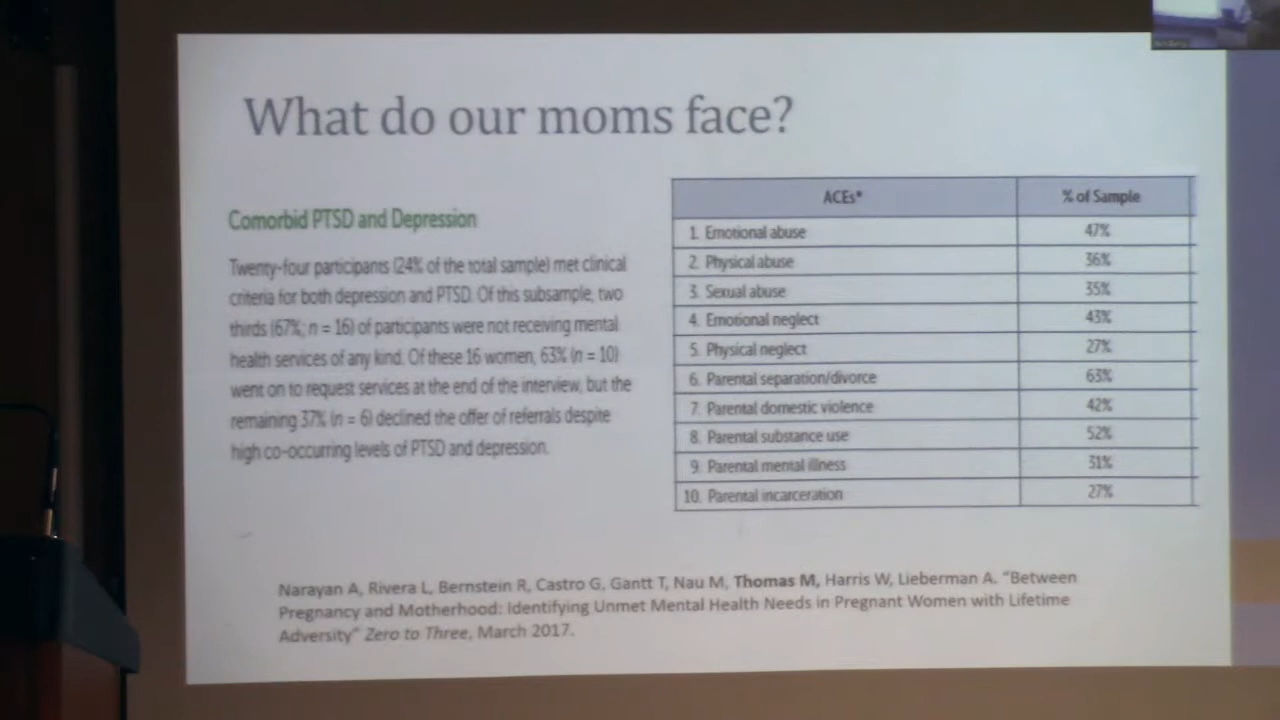 What do our moms face?
Comorbid PTSD and Depression
Twenty-four participants (24% of the total sample) met clinical
criteria for both depression and PTSD. Of this subsample, two
thirds (67%; n = 16) of participants were not receiving mental
health services of any kind. Of these 16 women, 63% (n = 10)
went on to request services at the end of the interview, but the
remaining 37% (n = 6) declined the offer of referrals despite
high co-occurring levels of PTSD and depression.
ACEs* % of Sample
1. Emotional abuse 47%
2. Physical abuse 36%
3. Sexual abuse 35%
4. Emotional neglect 43%
5. Physical neglect 27%
6. Parental separation/divorce 63%
7. Parental domestic violence 42%
8. Parental substance use 52%
9. Parental mental illness 31%
10. Parental incarceration 27%
Narayan A, Rivera L, Bernstein R, Castro G, Gantt T, Nau M, Thomas M, Harris W, Lieberman A. "Between
Pregnancy and Motherhood: Identifying Unmet Mental Health Needs in Pregnant Women with Lifetime
Adversity" Zero to Three, March 2017.